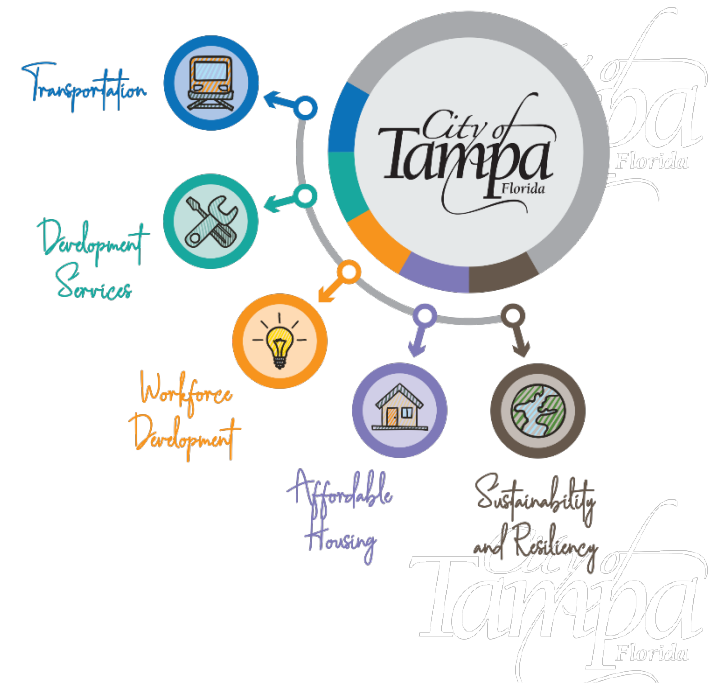 Transportation
City of
Tampa
Florida
Development
Services
Workforce
Development
Affordable
Housing
Sustainability
and Resiliency
City of
Tampa
Florida
City of
Tampa
Florida